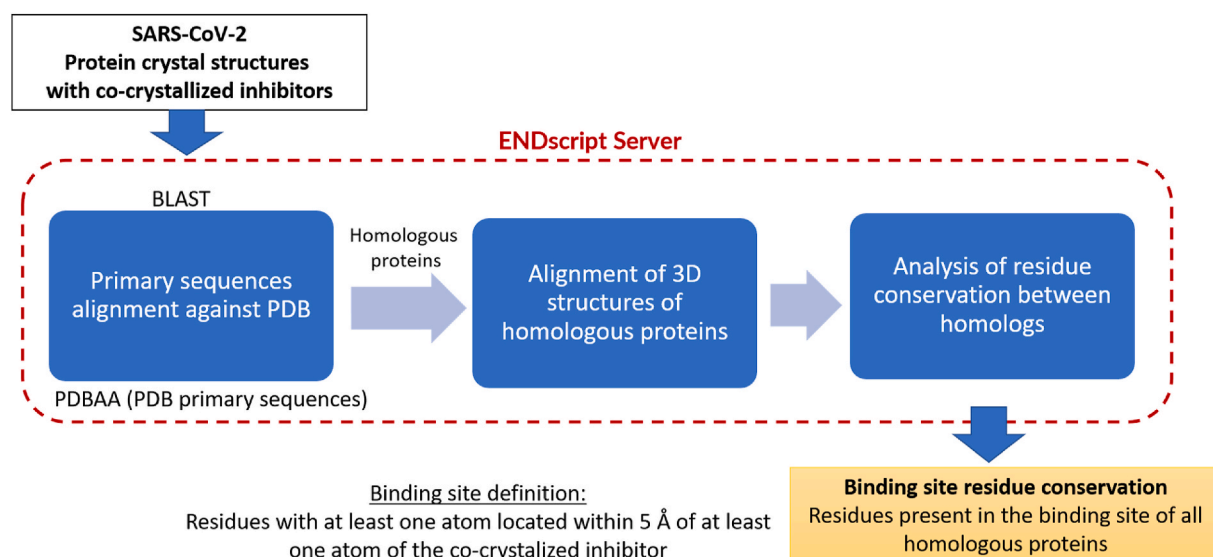 SARS-CoV-2
Protein crystal structures
with co-crystallized inhibitors
ENDscript Server
BLAST
Primary sequences
alignment against PDB
PDBAA (PDB primary sequences)
Homologous
proteins
Alignment of 3D
structures of
homologous proteins
Analysis of residue
conservation between
homologs
Binding site definition:
Residues with at least one atom located within 5 Å of at least
one atom of the co-crystalized inhibitor
Binding site residue conservation
Residues present in the binding site of all
homologous proteins